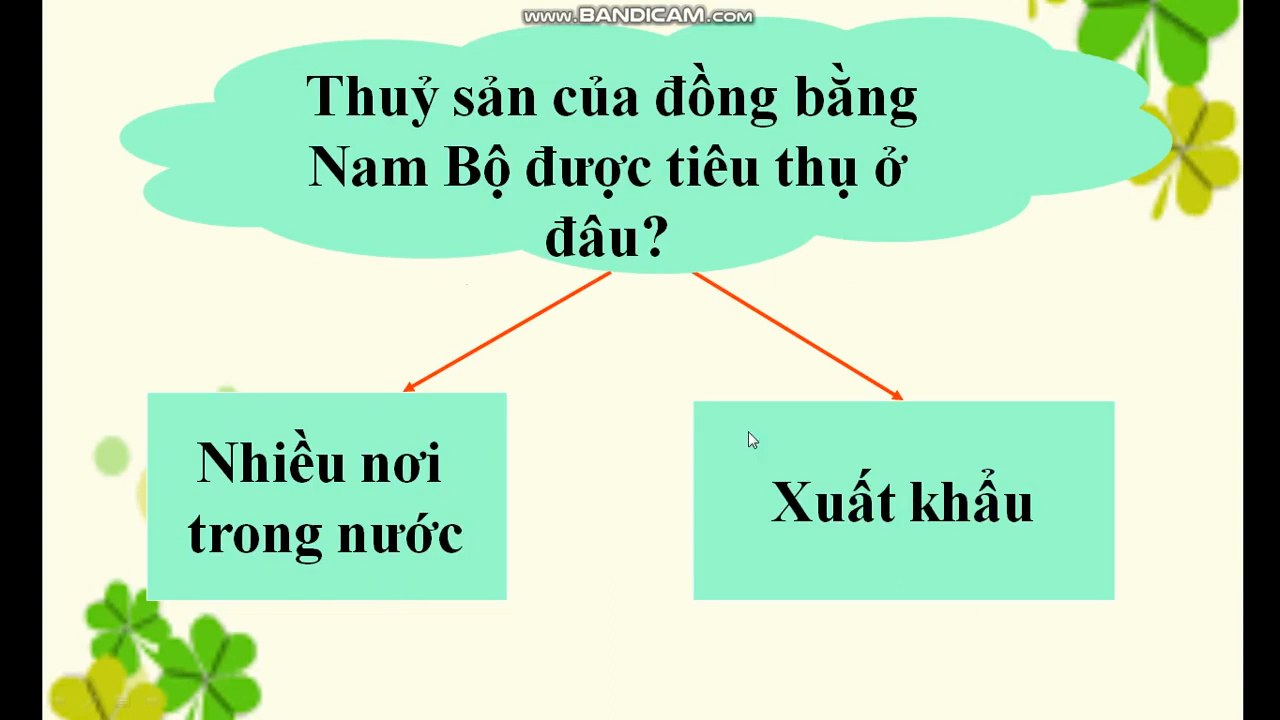 www.BANDICAM.com
Thuỷ sản của đồng bằng
Nam Bộ được tiêu thụ ở
đâu?
Nhiều nơi
trong nước
Xuất khẩu